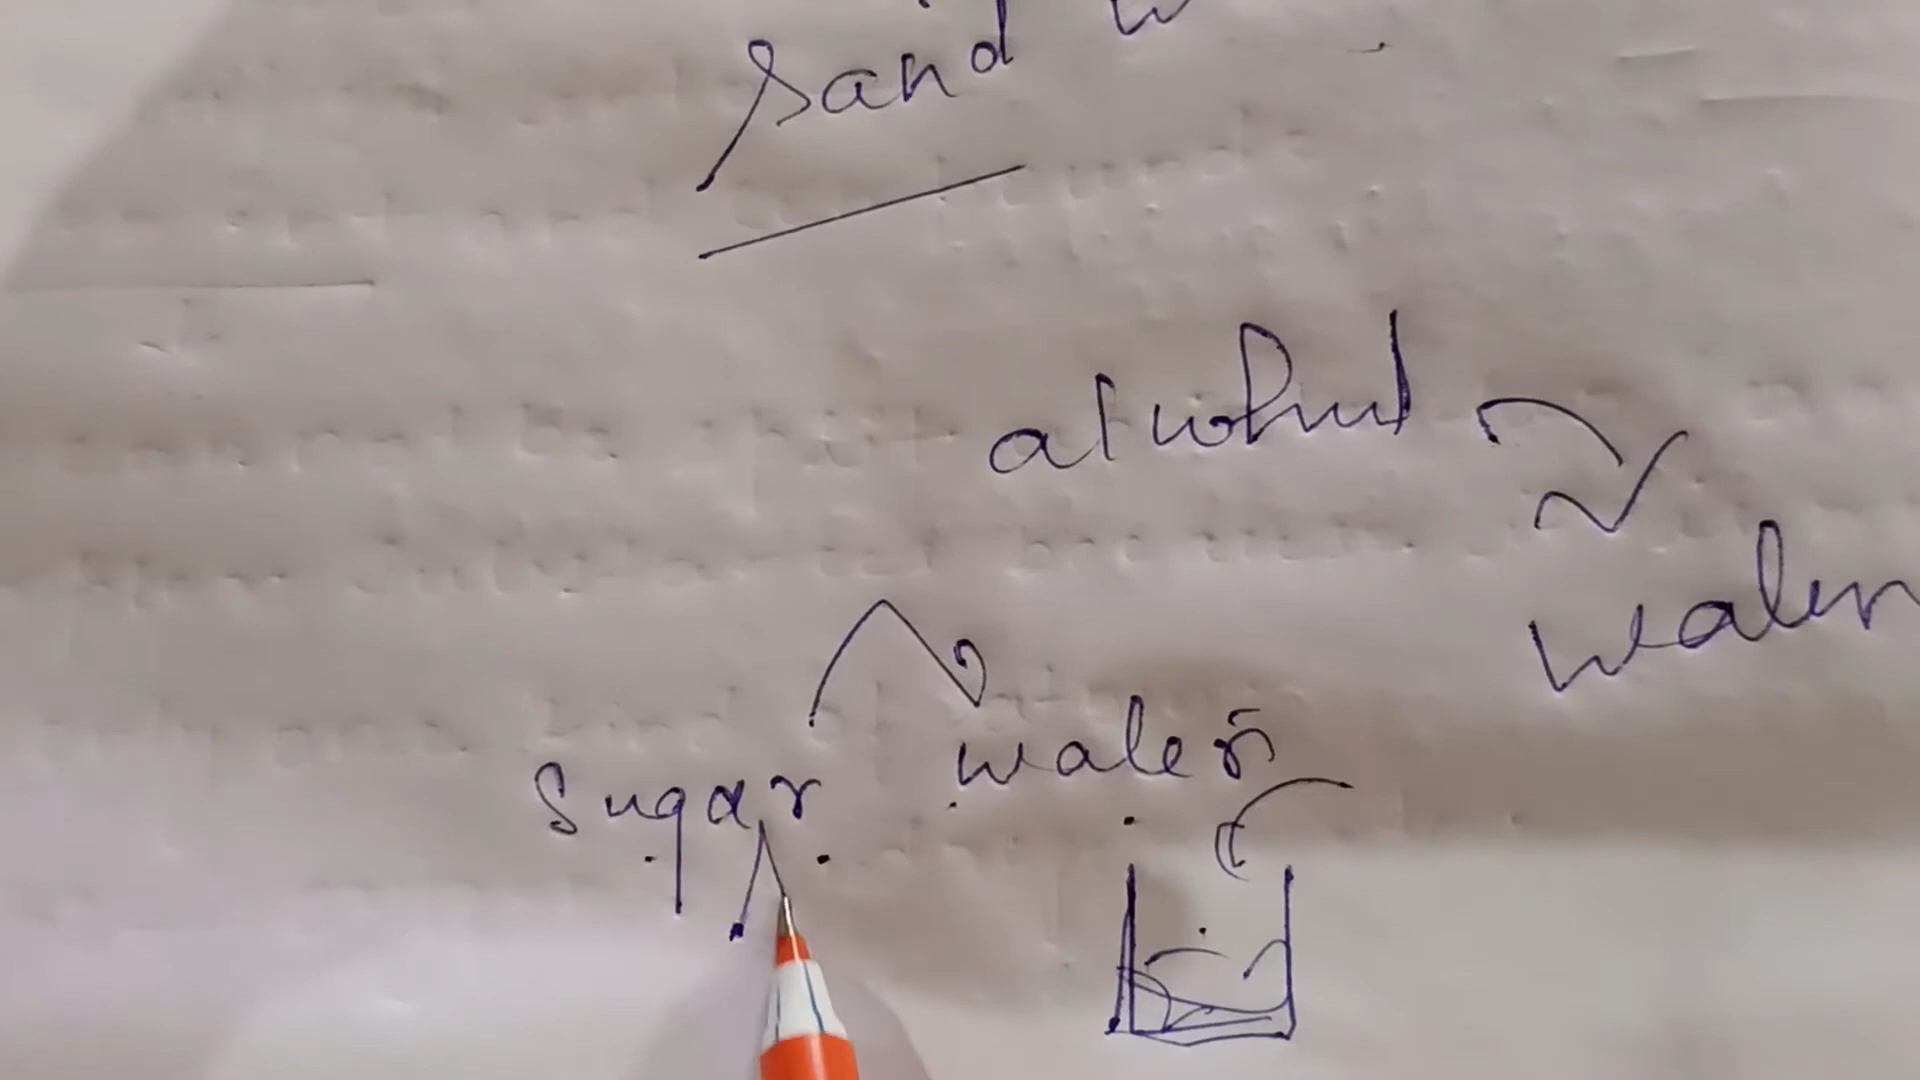 sand
alcohol
water
sugar water